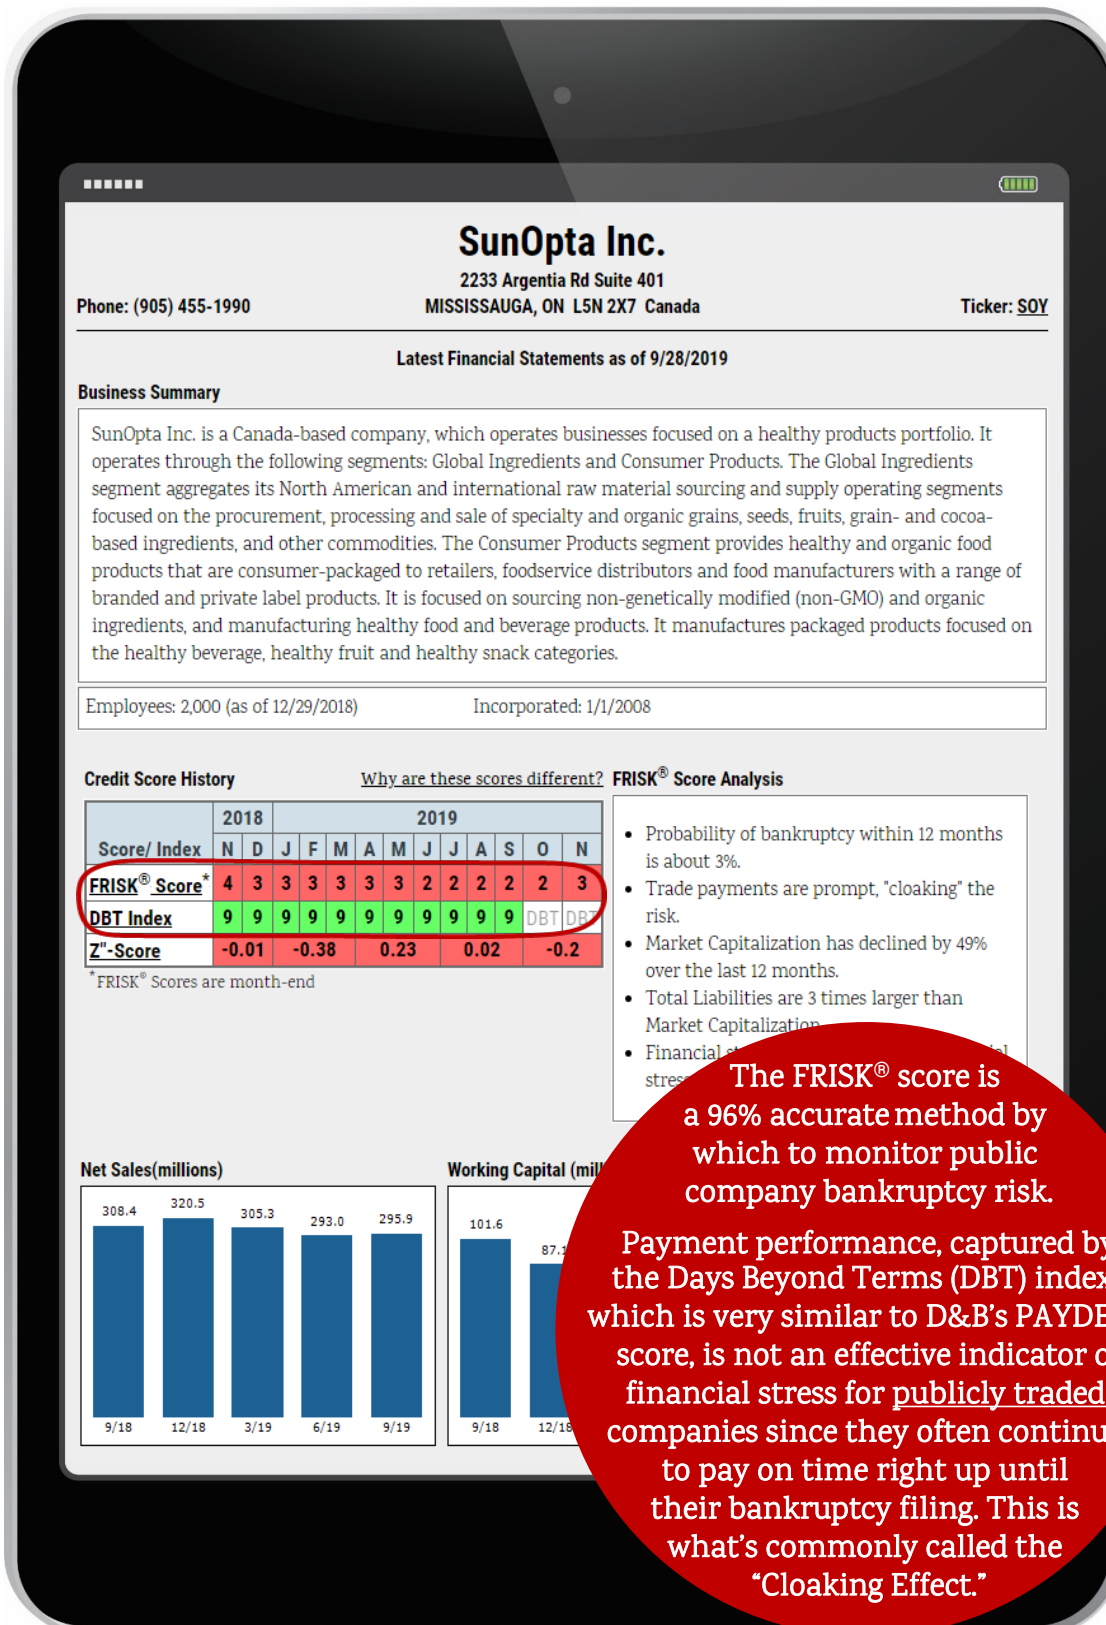 SunOpta Inc.
2233 Argentia Rd Suite 401
Phone: (905) 455-1990 MISSISSAUGA, ON L5N 2X7 Canada Ticker: SOY
Latest Financial Statements as of 9/28/2019
Business Summary
SunOpta Inc. is a Canada-based company, which operates businesses focused on a healthy products portfolio. It
operates through the following segments: Global Ingredients and Consumer Products. The Global Ingredients
segment aggregates its North American and international raw material sourcing and supply operating segments
focused on the procurement, processing and sale of specialty and organic grains, seeds, fruits, grain- and cocoa-
based ingredients, and other commodities. The Consumer Products segment provides healthy and organic food
products that are consumer-packaged to retailers, foodservice distributors and food manufacturers with a range of
branded and private label products. It is focused on sourcing non-genetically modified (non-GMO) and organic
ingredients, and manufacturing healthy food and beverage products. It manufactures packaged products focused on
the healthy beverage, healthy fruit and healthy snack categories.
Employees: 2,000 (as of 12/29/2018) Incorporated: 1/1/2008
Credit Score History Why are these scores different?
2018 2019
Score/ Index N D J F M A M J J A S O N
FRISK® Score* 4 3 3 3 3 3 3 2 2 2 2 2 3
DBT Index 9 9 9 9 9 9 9 9 9 9 9 DBT DBT
Z"-Score -0.01 -0.38 0.23 0.02 -0.2
*FRISK® Scores are month-end
FRISK® Score Analysis
• Probability of bankruptcy within 12 months
is about 3%.
• Trade payments are prompt, "cloaking" the
risk.
• Market Capitalization has declined by 49%
over the last 12 months.
• Total Liabilities are 3 times larger than
Market Capitalization
• Financial
Net Sales(millions)
308.4 320.5 305.3 293.0 295.9
9/18 12/18 3/19 6/19 9/19
Working Capital
101.6
9/18 12/18
The FRISK® score is
a 96% accurate method by
which to monitor public
company bankruptcy risk.
Payment performance, captured by
the Days Beyond Terms (DBT) index
which is very similar to D&B's
score, is not an effective indicator
financial stress for publicly traded
companies since they often
to pay on time right up until
their bankruptcy filing. This is
what's commonly called the
"Cloaking Effect."